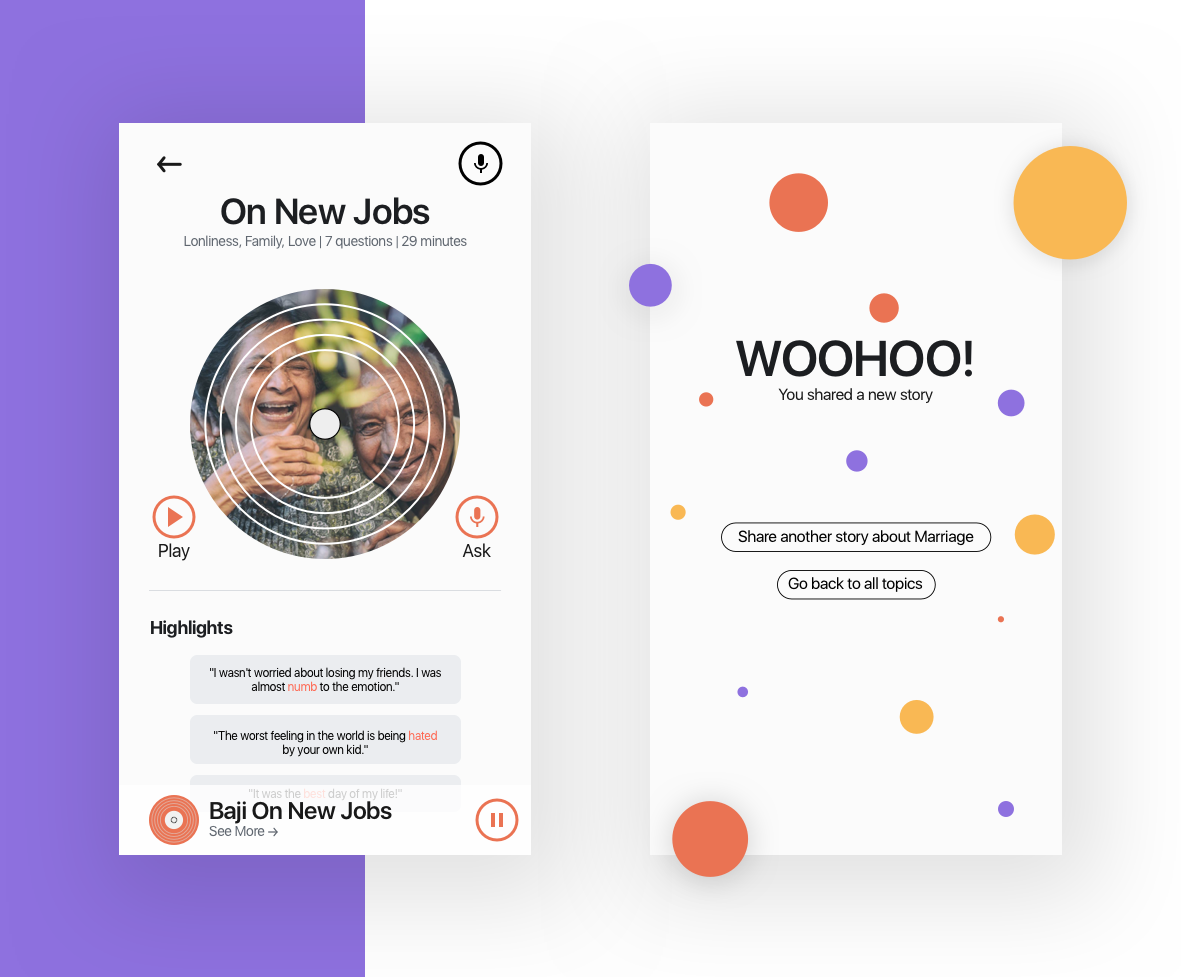 On New Jobs
Lonliness, Family, Love | 7 questions | 29 minutes
Play
Ask
Highlights
"I wasn't worried about losing my friends. I was
almost numb to the emotion."
"The worst feeling in the world is being hated
by your own kid."
"It was the best day of my life!"
Baji On New Jobs
See More →
WOOHOO!
You shared a new story
Share another story about Marriage
Go back to all topics